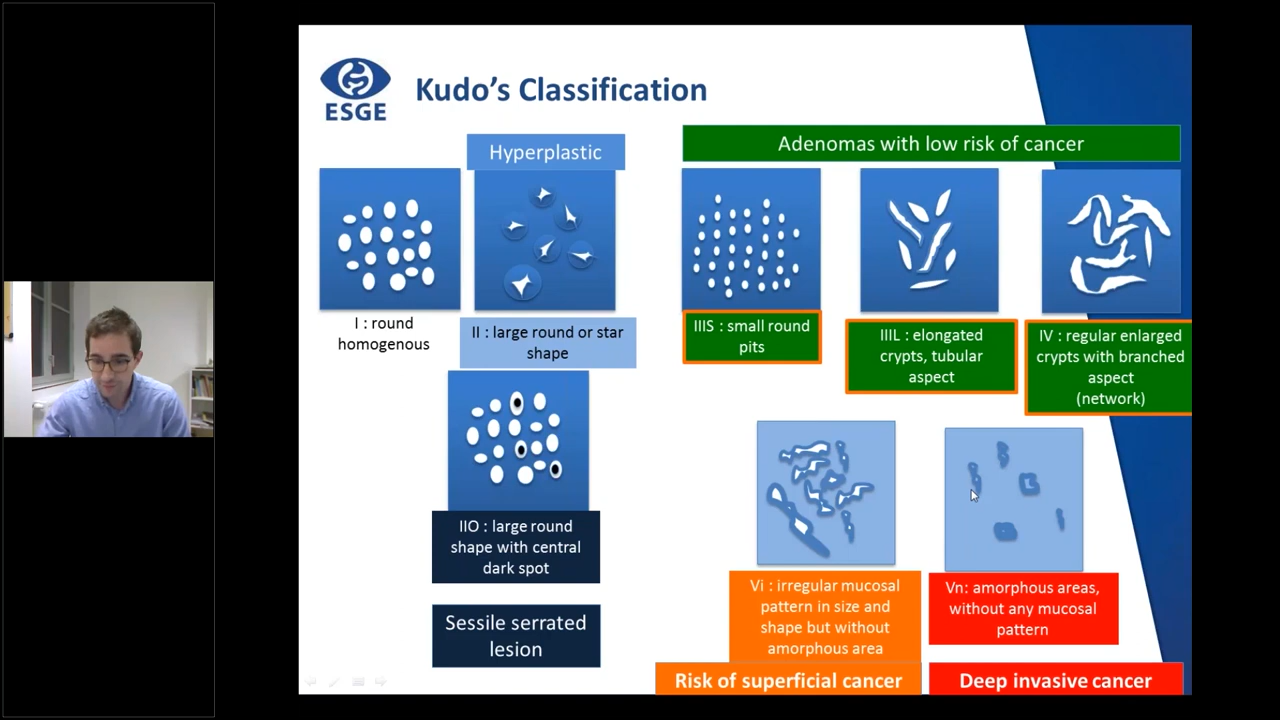 ESGE
Kudo's Classification
Hyperplastic
Adenomas with low risk of cancer
I : round
homogenous
II : large round or star
shape
IIIS : small round
pits
IIIL : elongated
crypts, tubular
aspect
IV : regular enlarged
crypts with branched
aspect
(network)
IIO : large round
shape with central
dark spot
Sessile serrated
lesion
Vi : irregular mucosal
pattern in size and
shape but without
amorphous area
Risk of superficial cancer
Vn: amorphous areas,
without any mucosal
pattern
Deep invasive cancer